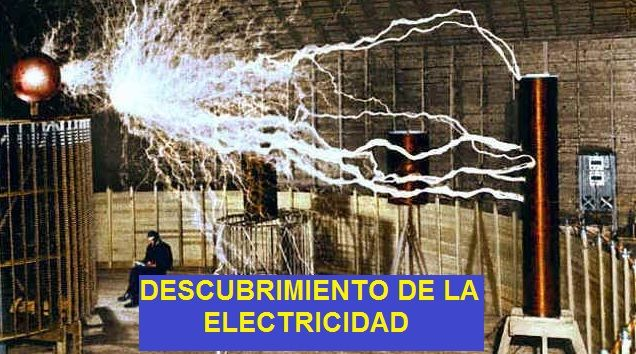 DESCUBRIMIENTO DE LA
ELECTRICIDAD